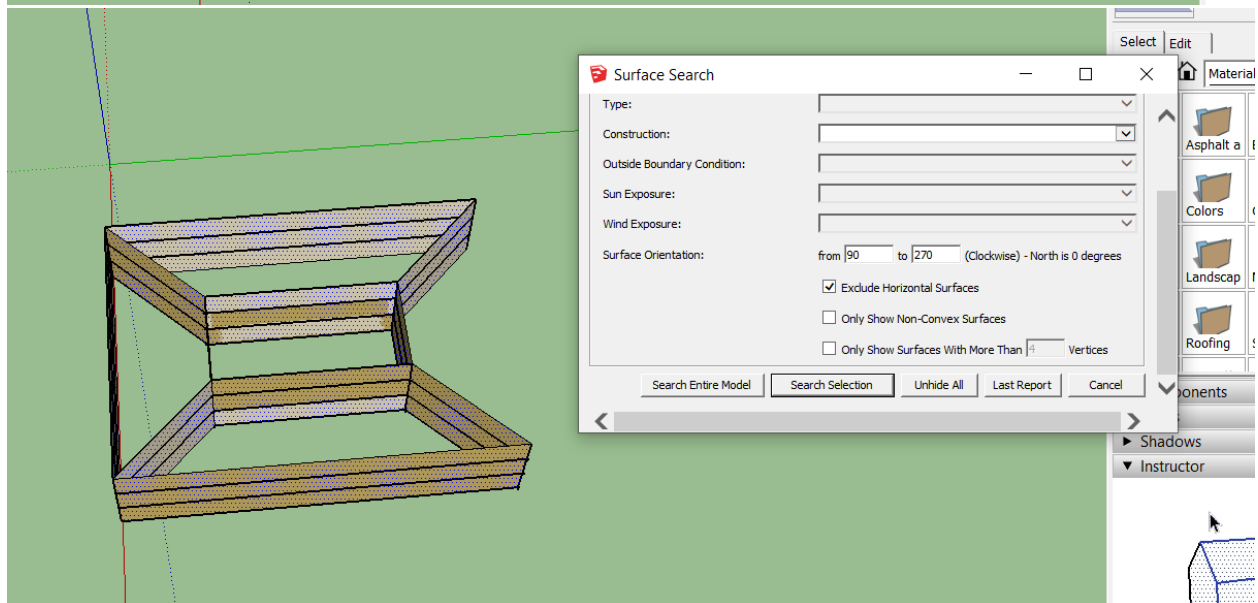 Select Edit
Surface Search
Material
Type:
Construction:
Outside Boundary Condition:
Sun Exposure:
Wind Exposure:
Surface Orientation: from 90 to 270 (Clockwise) - North is 0 degrees
Exclude Horizontal Surfaces
Only Show Non-Convex Surfaces
Only Show Surfaces With More Than 4 Vertices
Search Entire Model Search Selection Unhide All Last Report Cancel
Asphalt a
Colors
Landscap
Roofing
ponents
Shadows
Instructor